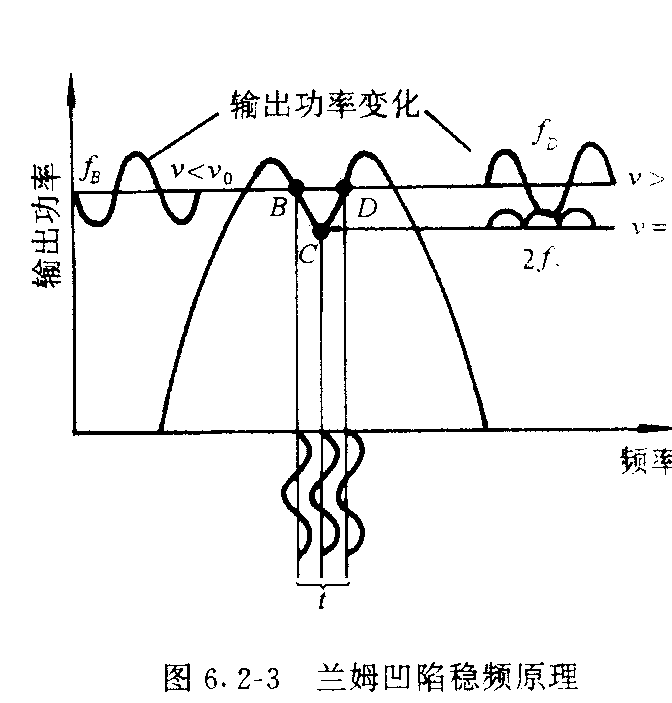 输出功率变化
f_B
v<v₀
f_D
v>
B
D
v=
C
2f
输出功率
频率
t
图 6.2-3 兰姆凹陷稳频原理